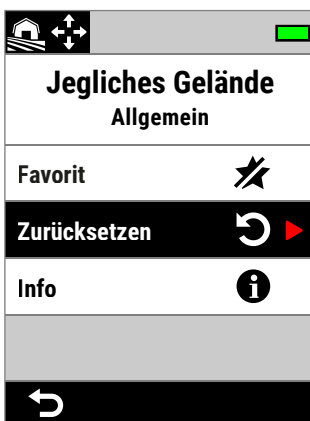 Jegliches Gelände
Allgemein
Favorit
Zurücksetzen
Info